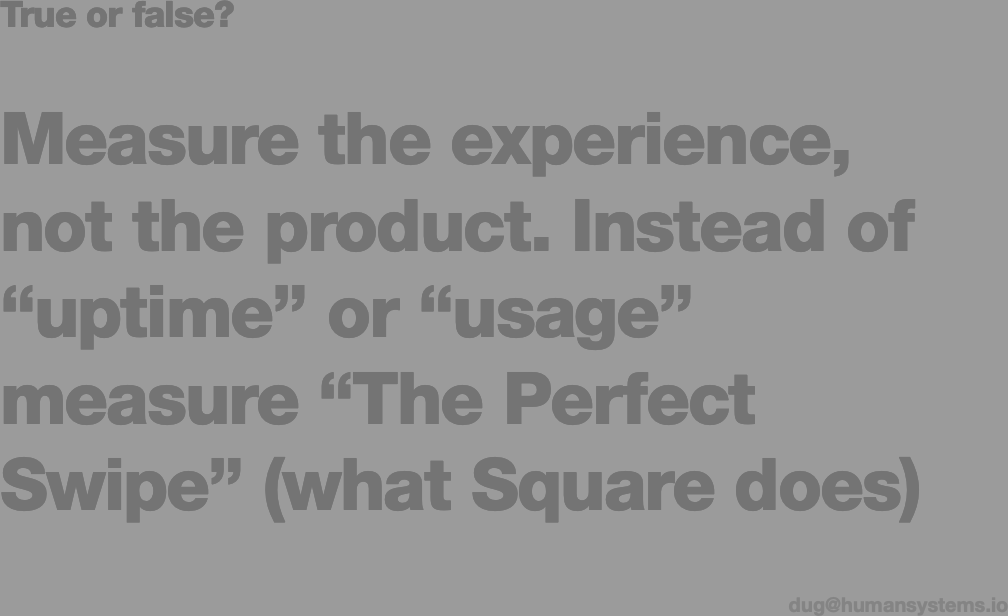 True or false?
Measure the experience,
not the product. Instead of
“uptime” or “usage”
measure “The Perfect
Swipe” (what Square does)
dug@humansystems.io